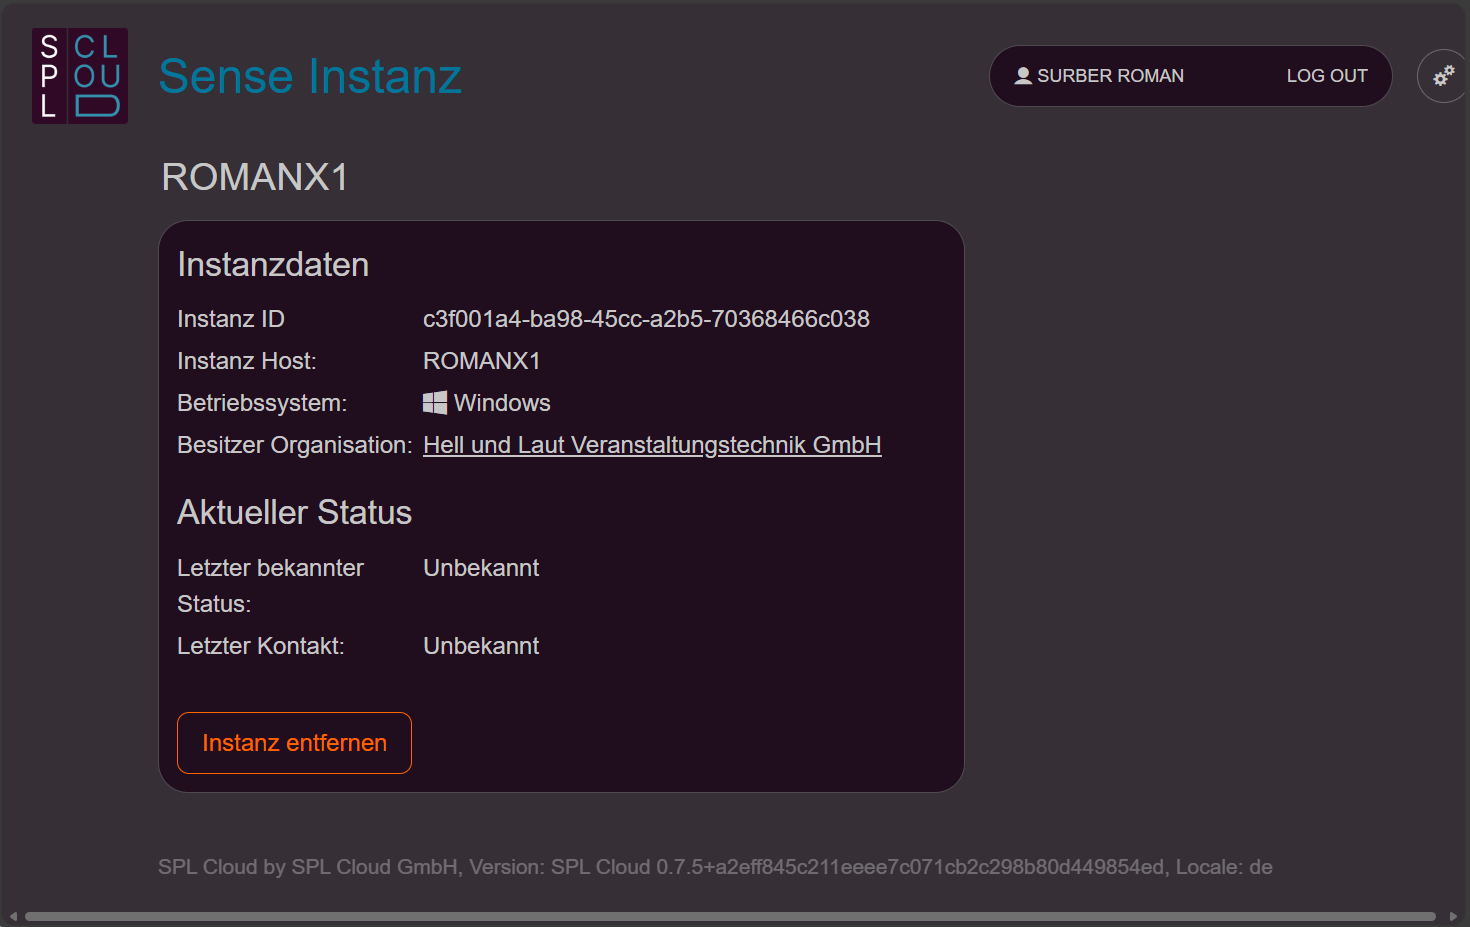 S CL
P OU
L D
Sense Instanz
SURBER ROMAN
LOG OUT
ROMANX1
Instanzdaten
Instanz ID c3f001a4-ba98-45cc-a2b5-70368466c038
Instanz Host: ROMANX1
Betriebssystem: Windows
Besitzer Organisation: Hell und Laut Veranstaltungstechnik GmbH
Aktueller Status
Letzter bekannter Status: Unbekannt
Letzter Kontakt: Unbekannt
Instanz entfernen
SPL Cloud by SPL Cloud GmbH, Version: SPL Cloud 0.7.5+a2eff845c211eeee7c071cb2c298b80d449854ed, Locale: de